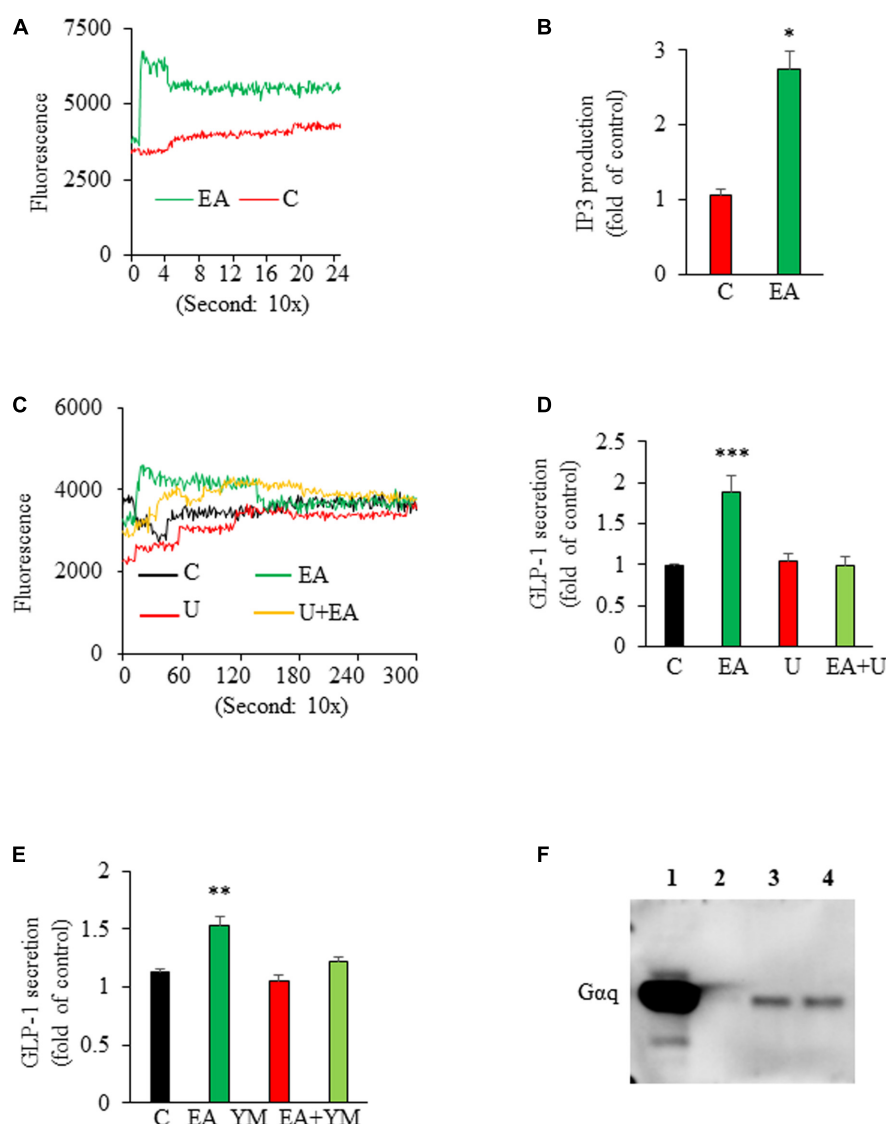 A
7500
5000
2500
0
Fluorescence
EA C
0 4 8 12 16 20 24
(Second: 10x)
B
*
3
2
1
0
IP3 production
(fold of control)
C EA
C
6000
4000
2000
0
Fluorescence
C EA
U U+EA
0 60 120 180 240 300
(Second: 10x)
D
***
2.5
2
1.5
1
0.5
0
GLP-1 secretion
(fold of control)
C EA U EA+U
E
**
2
1.5
1
0.5
0
GLP-1 secretion
(fold of control)
C EA YM EA+YM
F
1 2 3 4
Gαq